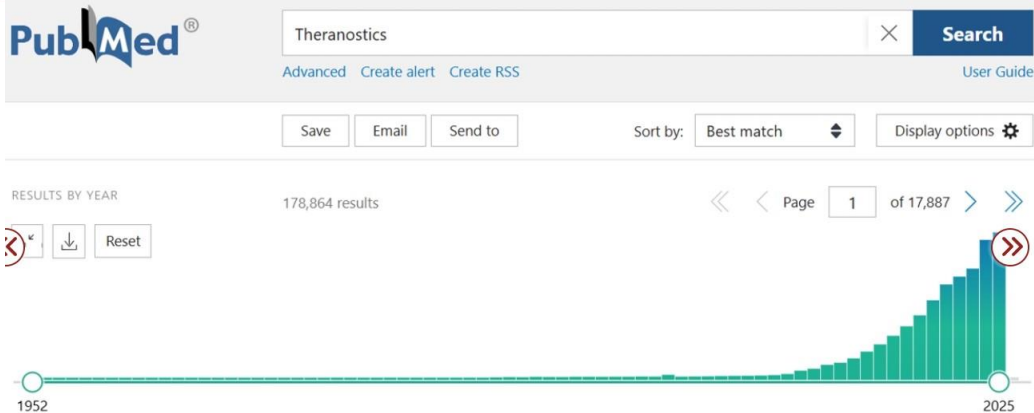 PubMed®
Theranostics
Search
Advanced Create alert Create RSS
User Guide
Save Email Send to
Sort by: Best match
Display options
RESULTS BY YEAR
178,864 results
Page 1 of 17,887
Reset
1952
2025